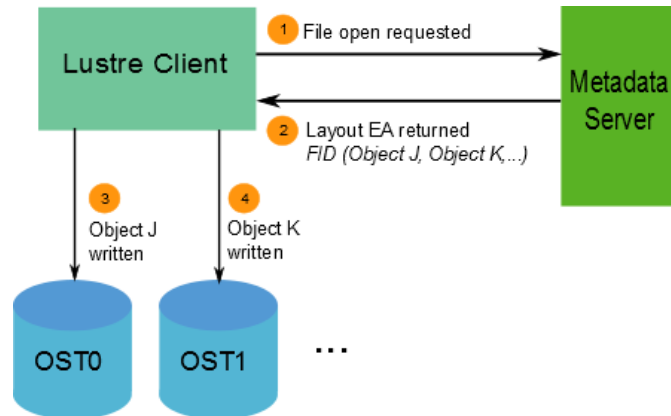 1 File open requested
Lustre Client
Metadata
Server
2 Layout EA returned
FID (Object J, Object K,...)
3
Object J
written
4
Object K
written
OST0
OST1
...